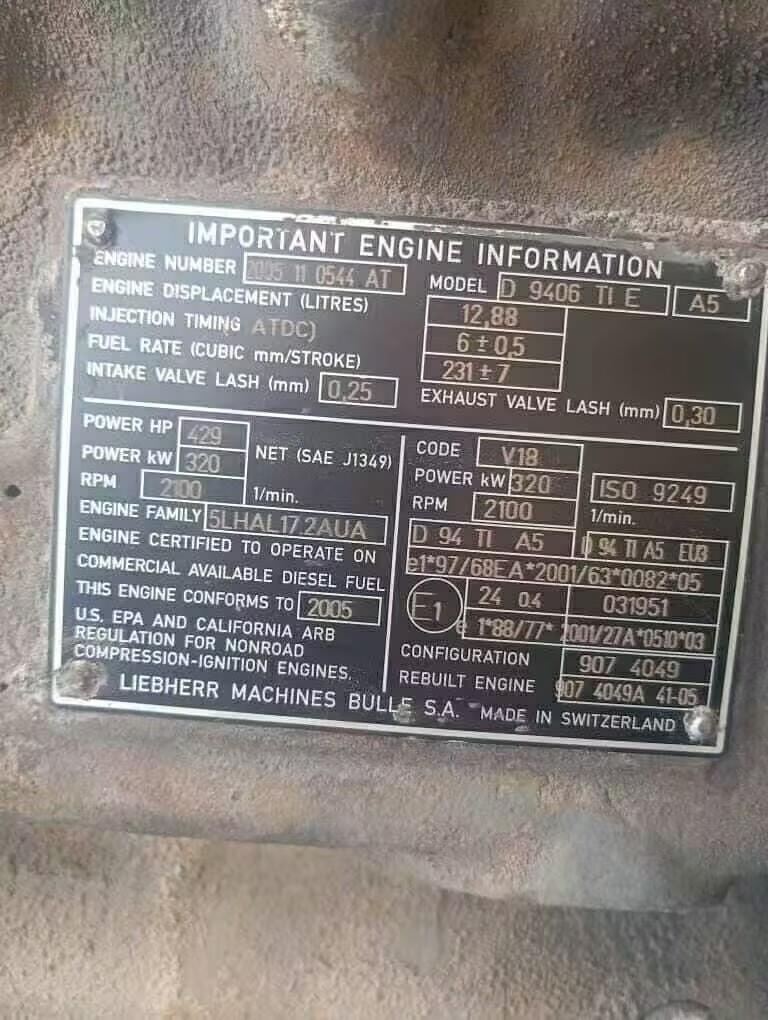 IMPORTANT ENGINE INFORMATION
ENGINE NUMBER 2005 11 0544 AT MODEL D 9406 TI E A5
ENGINE DISPLACEMENT (LITRES) 12,88
INJECTION TIMING ATDC) 6 ± 0,5
FUEL RATE (CUBIC mm/STROKE) 231 ± 7
INTAKE VALVE LASH (mm) 0,25 EXHAUST VALVE LASH (mm) 0,30
POWER HP 429
POWER kW 320 NET (SAE J1349)
RPM 2100 1/min.
ENGINE FAMILY 5LHAL17.2AUA
ENGINE CERTIFIED TO OPERATE ON
COMMERCIAL AVAILABLE DIESEL FUEL
THIS ENGINE CONFORMS TO 2005
U.S. EPA AND CALIFORNIA ARB
REGULATION FOR NONROAD
COMPRESSION-IGNITION ENGINES.
CODE V18
POWER kW 320 ISO 9249
RPM 2100 1/min.
D 94 TI A5 D 94 TI A5 EU3
e1*97/68EA*2001/63*0082*05
E1 24 0.4 031951
e 1*88/77* 2001/27A*0510*03
CONFIGURATION 907 4049
REBUILT ENGINE 907 4049A 41-05
LIEBHERR MACHINES BULLE S.A. MADE IN SWITZERLAND